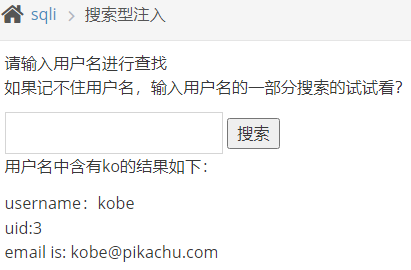 sqli > 搜索型注入
请输入用户名进行查找
如果记不住用户名，输入用户名的一部分搜索的试试看？
搜索
用户名中含有ko的结果如下：
username：kobe
uid:3
email is: kobe@pikachu.com